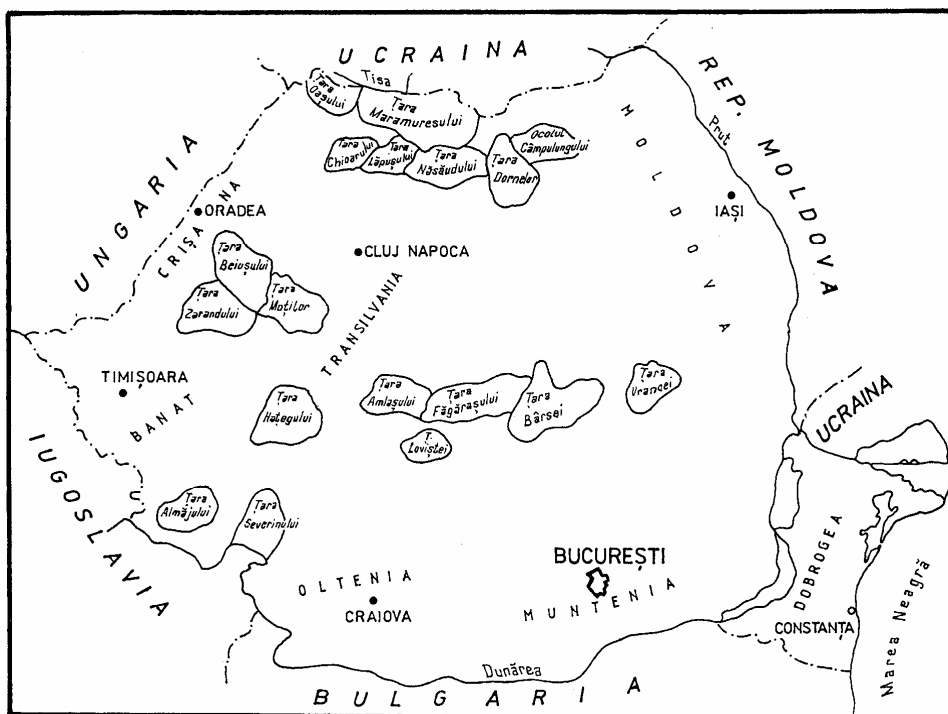 UCRAINA
REP. MOLDOVA
UNGARIA
Tisa
Prut
Țara
Oașului
Țara
Maramuresului
Țara
Chioarului
Țara
Lăpușului
Țara
Năsăudului
Țara
Dornelor
Ocolul
Câmpulungului
MOLDOVA
IAȘI
ORADEA
CRIȘANA
CLUJ NAPOCA
Țara
Beiușului
Țara
Zarandului
Țara
Moților
TRANSILVANIA
TIMIȘOARA
BANAT
Țara
Hațegului
Țara
Amlașului
Țara
Făgărașului
Țara
Bârsei
Țara
Vrancei
Ț.
Loviștei
UCRAINA
IUGOSLAVIA
Țara
Almăjului
Țara
Severinului
OLTENIA
CRAIOVA
BUCUREȘTI
MUNTENIA
DOBROGEA
CONSTANȚA
Marea Neagră
Dunărea
BULGARIA